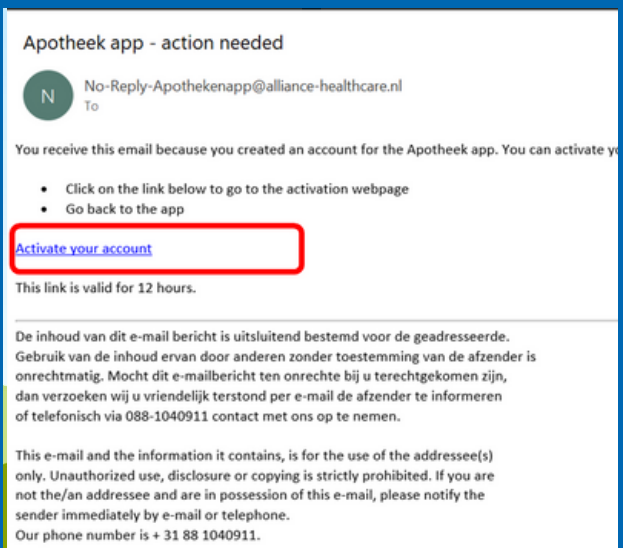 Apotheek app - action needed
N
No-Reply-Apothekenapp@alliance-healthcare.nl
To
You receive this email because you created an account for the Apotheek app. You can activate
• Click on the link below to go to the activation webpage
• Go back to the app
Activate your account
This link is valid for 12 hours.
De inhoud van dit e-mail bericht is uitsluitend bestemd voor de geadresseerde.
Gebruik van de inhoud ervan door anderen zonder toestemming van de afzender is
onrechtmatig. Mocht dit e-mailbericht ten onrechte bij u terechtgekomen zijn,
dan verzoeken wij u vriendelijk terstond per e-mail de afzender te informeren
of telefonisch via 088-1040911 contact met ons op te nemen.
This e-mail and the information it contains, is for the use of the addressee(s)
only. Unauthorized use, disclosure or copying is strictly prohibited. If you are
not the/an addressee and are in possession of this e-mail, please notify the
sender immediately by e-mail or telephone.
Our phone number is + 31 88 1040911.